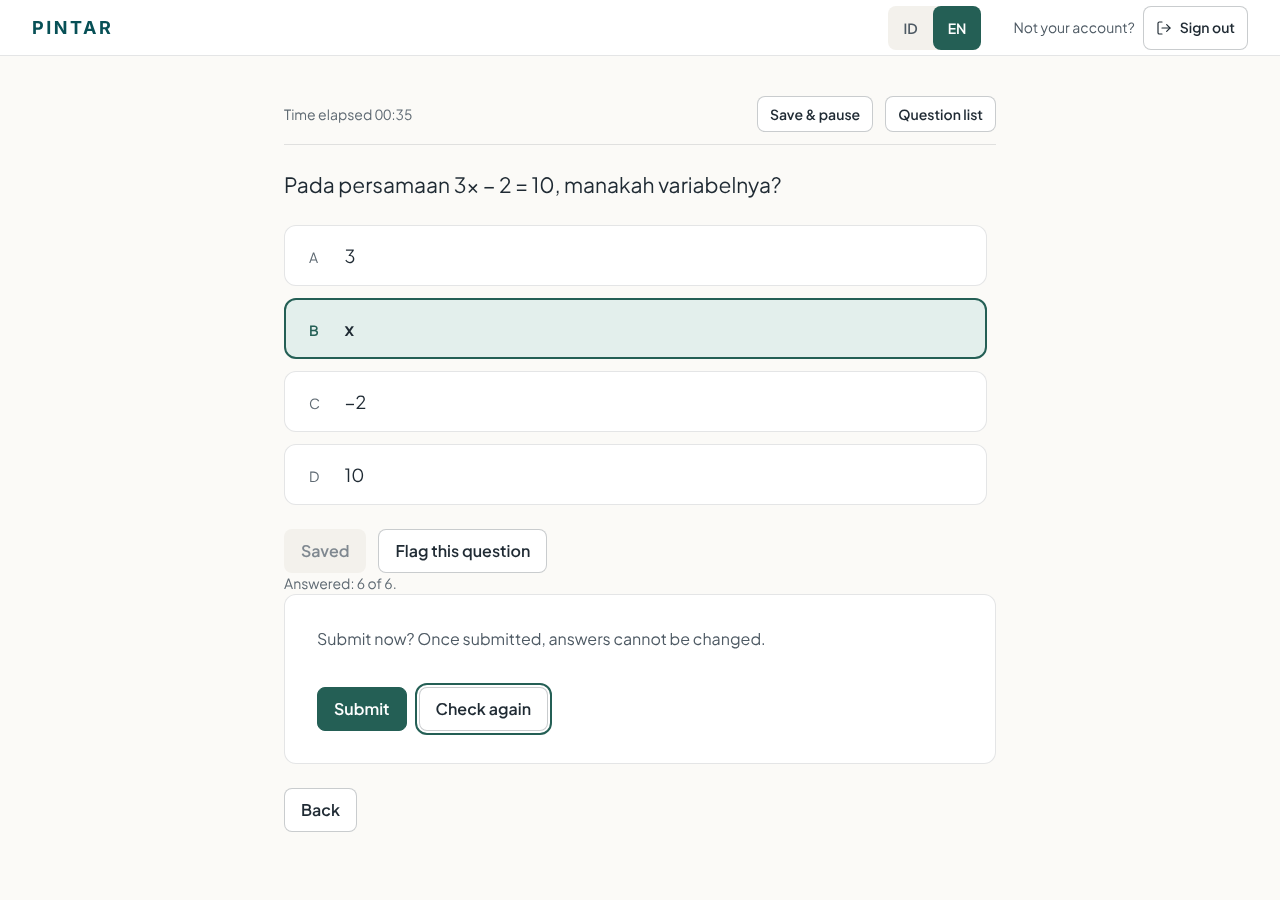 PINTAR
ID EN Not your account? Sign out
Time elapsed 00:35 Save & pause Question list
Pada persamaan 3x − 2 = 10, manakah variabelnya?
A 3
B x
C −2
D 10
Saved Flag this question
Answered: 6 of 6.
Submit now? Once submitted, answers cannot be changed.
Submit Check again
Back